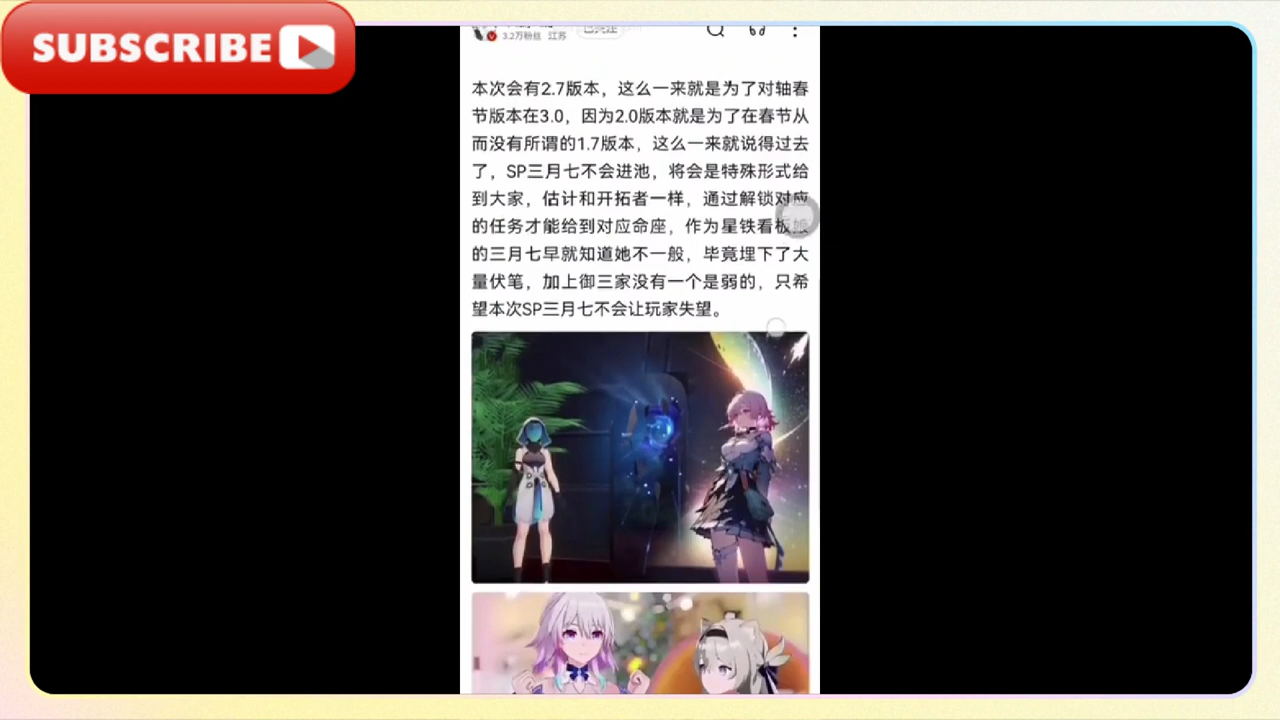 SUBSCRIBE
3.2万粉丝 江苏
已关注
本次会有2.7版本，这么一来就是为了对轴春
节版本在3.0，因为2.0版本就是为了在春节从
而没有所谓的1.7版本，这么一来就说得过去
了，SP三月七不会进池，将会是特殊形式给
到大家，估计和开拓者一样，通过解锁对应
的任务才能给到对应命座，作为星铁看板娘
的三月七早就知道她不一般，毕竟埋下了大
量伏笔，加上御三家没有一个是弱的，只希
望本次SP三月七不会让玩家失望。